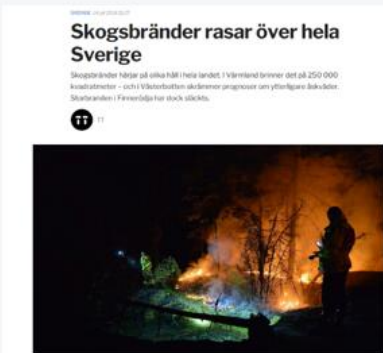 Skogsbränder rasar över hela
Sverige
Skogsbränder härjar på olika håll i hela landet. I Värmland brinner det på 250 000
kvadratmeter – och i Västerbotten skrämmer prognoser om ytterligare åskväder.
Storbranden i Finnerödja har dock släckts.
TT
TT